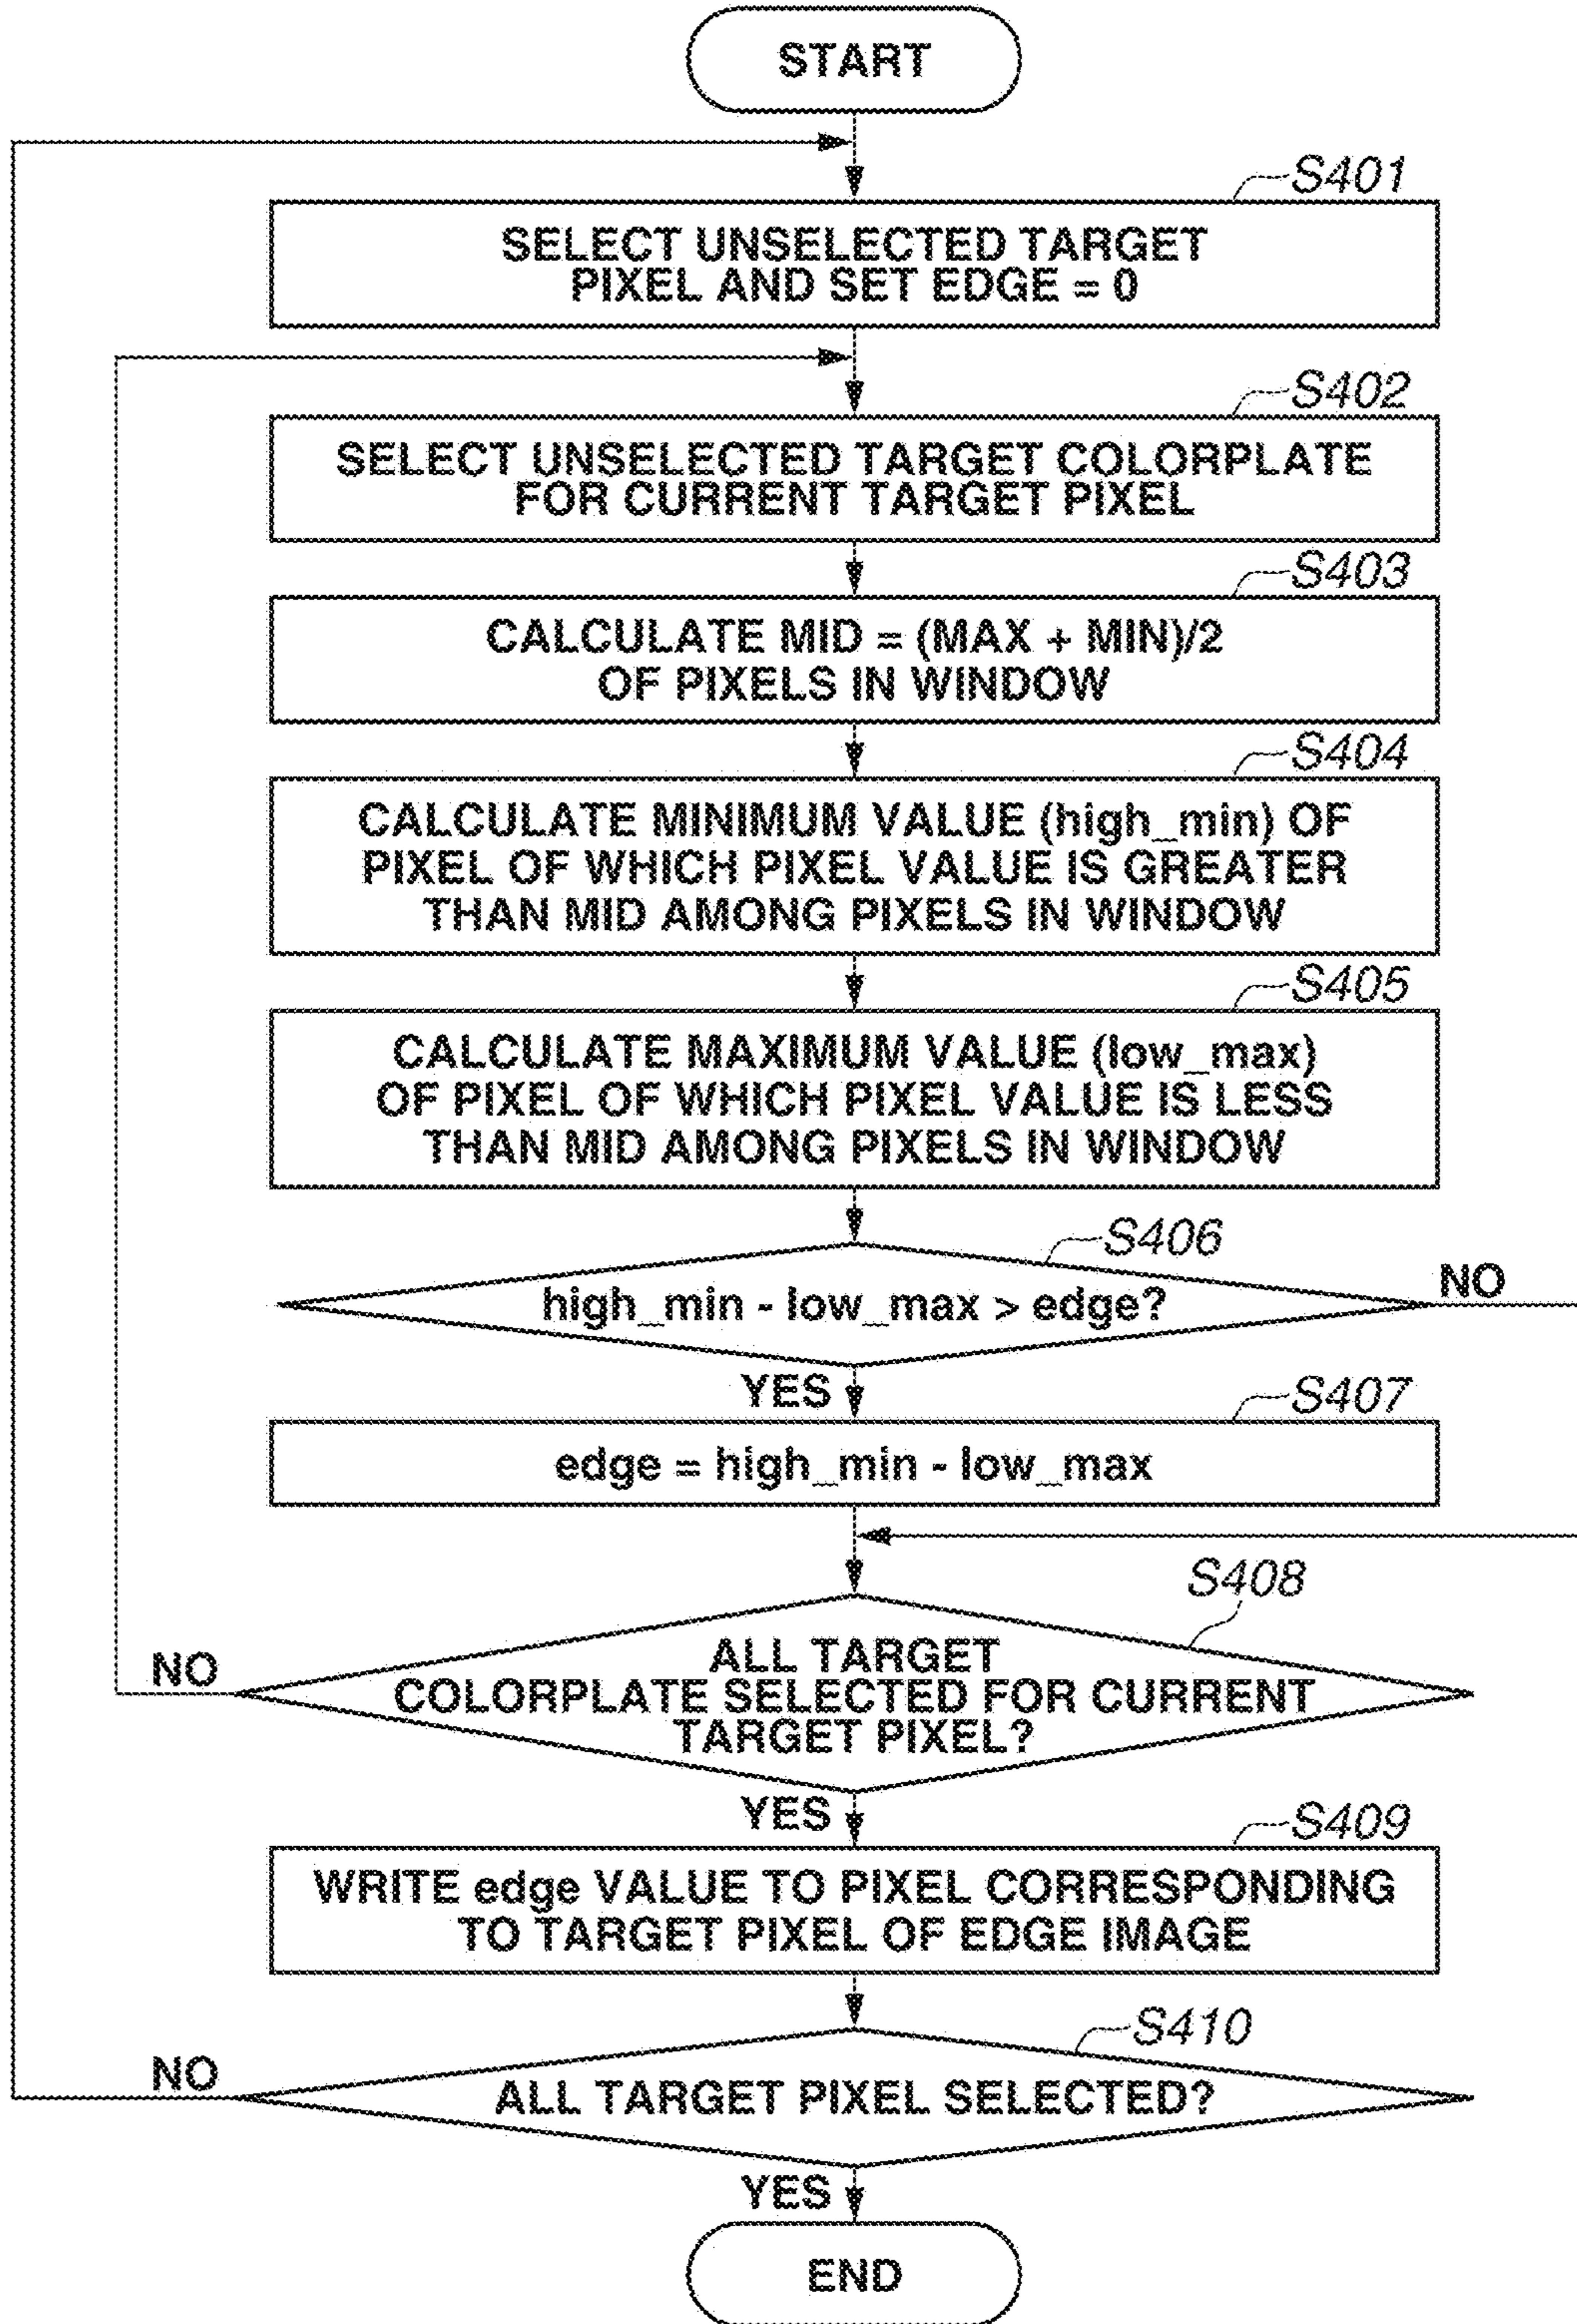 START
S401
SELECT UNSELECTED TARGET
PIXEL AND SET EDGE = 0
S402
SELECT UNSELECTED TARGET COLORPLATE
FOR CURRENT TARGET PIXEL
S403
CALCULATE MID = (MAX + MIN)/2
OF PIXELS IN WINDOW
S404
CALCULATE MINIMUM VALUE (high_min) OF
PIXEL OF WHICH PIXEL VALUE IS GREATER
THAN MID AMONG PIXELS IN WINDOW
S405
CALCULATE MAXIMUM VALUE (low_max)
OF PIXEL OF WHICH PIXEL VALUE IS LESS
THAN MID AMONG PIXELS IN WINDOW
S406
high_min - low_max > edge?
NO
YES
S407
edge = high_min - low_max
S408
ALL TARGET
COLORPLATE SELECTED FOR CURRENT
TARGET PIXEL?
NO
YES
S409
WRITE edge VALUE TO PIXEL CORRESPONDING
TO TARGET PIXEL OF EDGE IMAGE
S410
ALL TARGET PIXEL SELECTED?
NO
YES
END